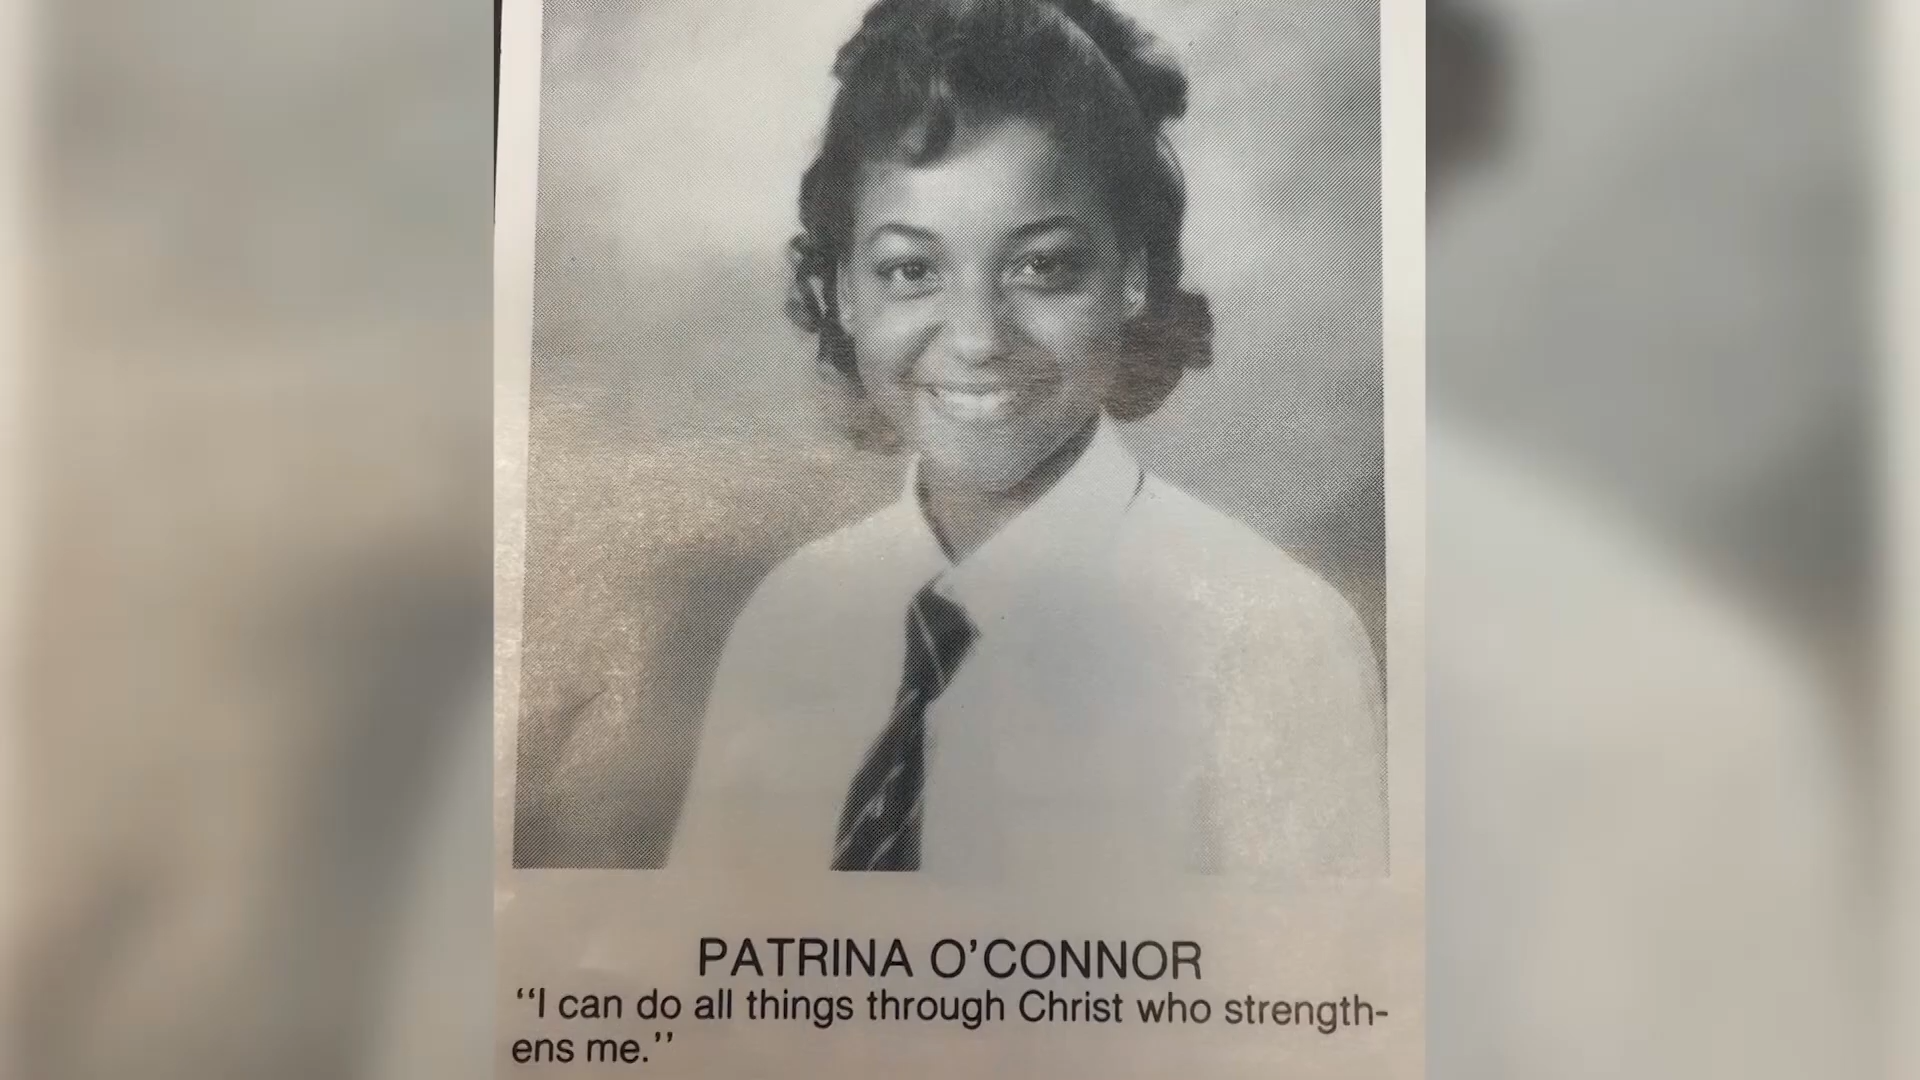 PATRINA O'CONNOR
"I can do all things through Christ who strength-
ens me."